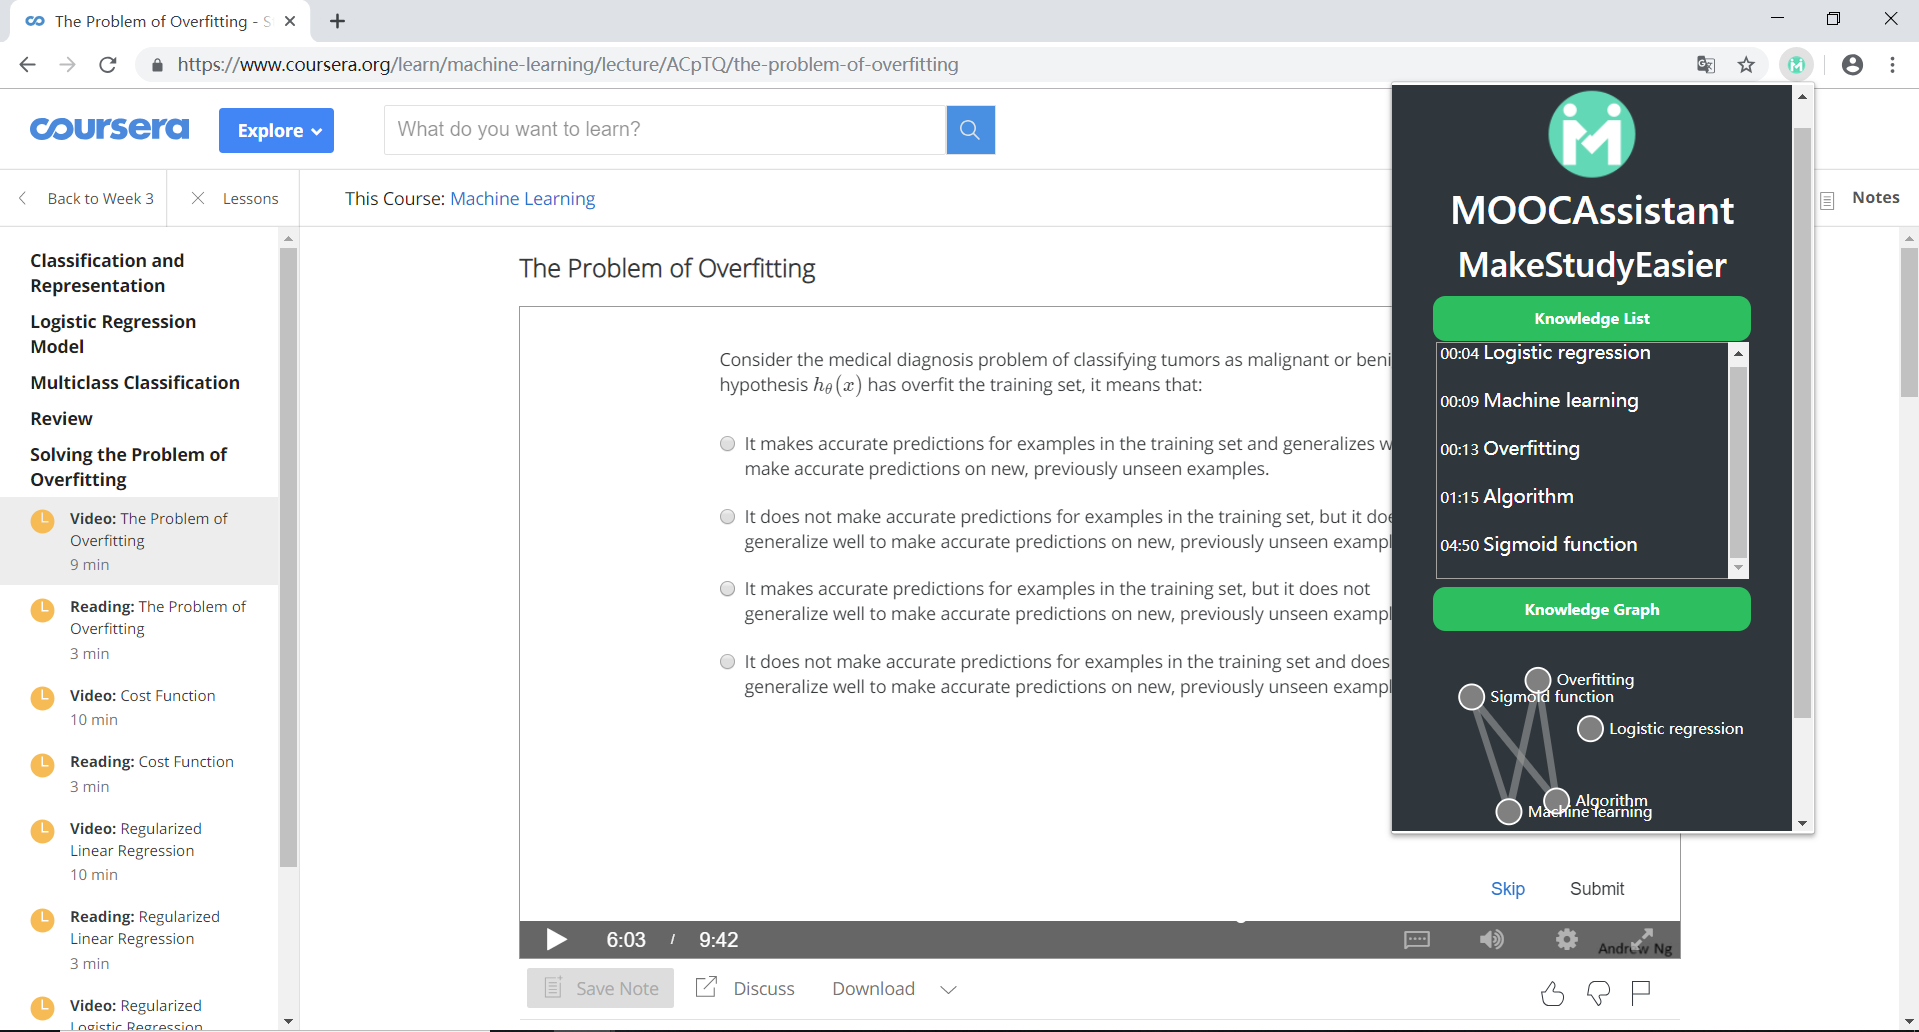 The Problem of Overfitting - S
https://www.coursera.org/learn/machine-learning/lecture/ACpTQ/the-problem-of-overfitting
coursera
Explore
What do you want to learn?
Back to Week 3
Lessons
This Course: Machine Learning
Notes
Classification and
Representation
Logistic Regression
Model
Multiclass Classification
Review
Solving the Problem of
Overfitting
Video: The Problem of
Overfitting
9 min
Reading: The Problem of
Overfitting
3 min
Video: Cost Function
10 min
Reading: Cost Function
3 min
Video: Regularized
Linear Regression
10 min
Reading: Regularized
Linear Regression
3 min
Video: Regularized
Logistic Regression
The Problem of Overfitting
Consider the medical diagnosis problem of classifying tumors as malignant or beni
hypothesis hθ(x) has overfit the training set, it means that:
It makes accurate predictions for examples in the training set and generalizes w
make accurate predictions on new, previously unseen examples.
It does not make accurate predictions for examples in the training set, but it doe
generalize well to make accurate predictions on new, previously unseen exampl
It makes accurate predictions for examples in the training set, but it does not
generalize well to make accurate predictions on new, previously unseen exampl
It does not make accurate predictions for examples in the training set and does
generalize well to make accurate predictions on new, previously unseen exampl
Skip
Submit
6:03 / 9:42
Andrew Ng
Save Note
Discuss
Download
MOOCAssistant
MakeStudyEasier
Knowledge List
00:04 Logistic regression
00:09 Machine learning
00:13 Overfitting
01:15 Algorithm
04:50 Sigmoid function
Knowledge Graph
Overfitting
Sigmoid function
Logistic regression
Algorithm
Machine learning